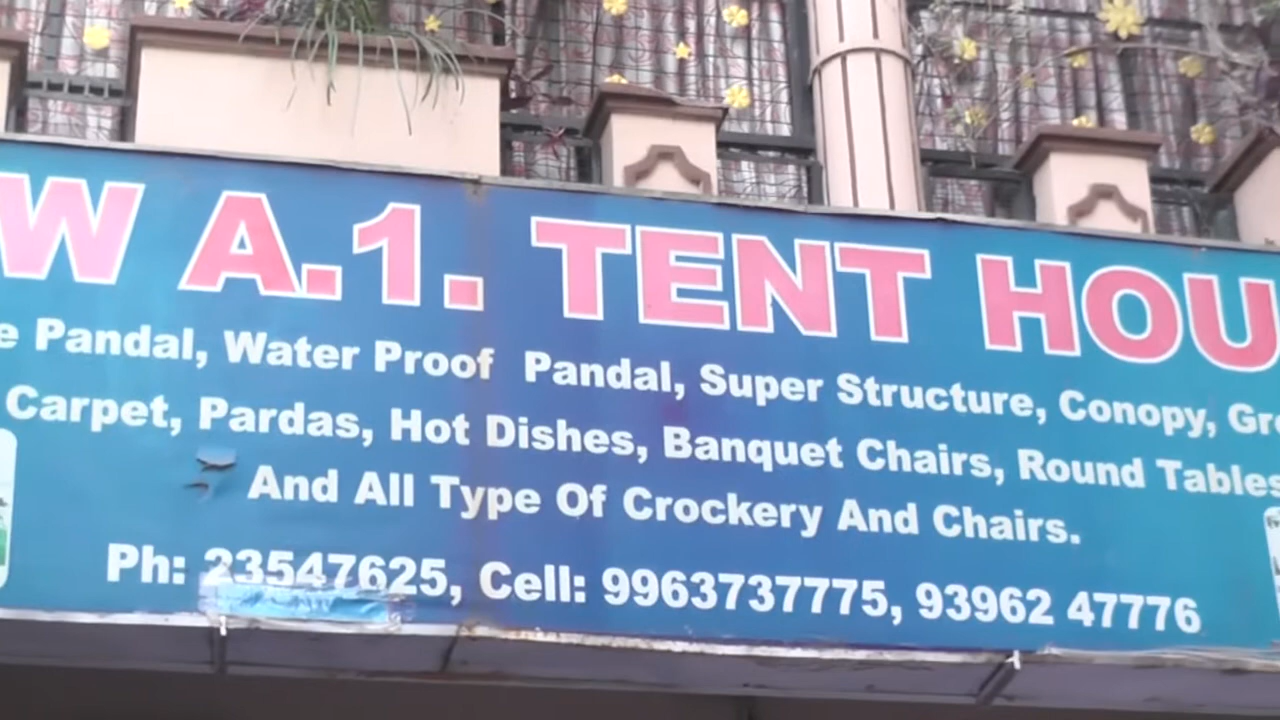 W A.1. TENT HOU
e Pandal, Water Proof Pandal, Super Structure, Conopy, Gr
Carpet, Pardas, Hot Dishes, Banquet Chairs, Round Tables
And All Type Of Crockery And Chairs.
Ph: 23547625, Cell: 9963737775, 93962 47776